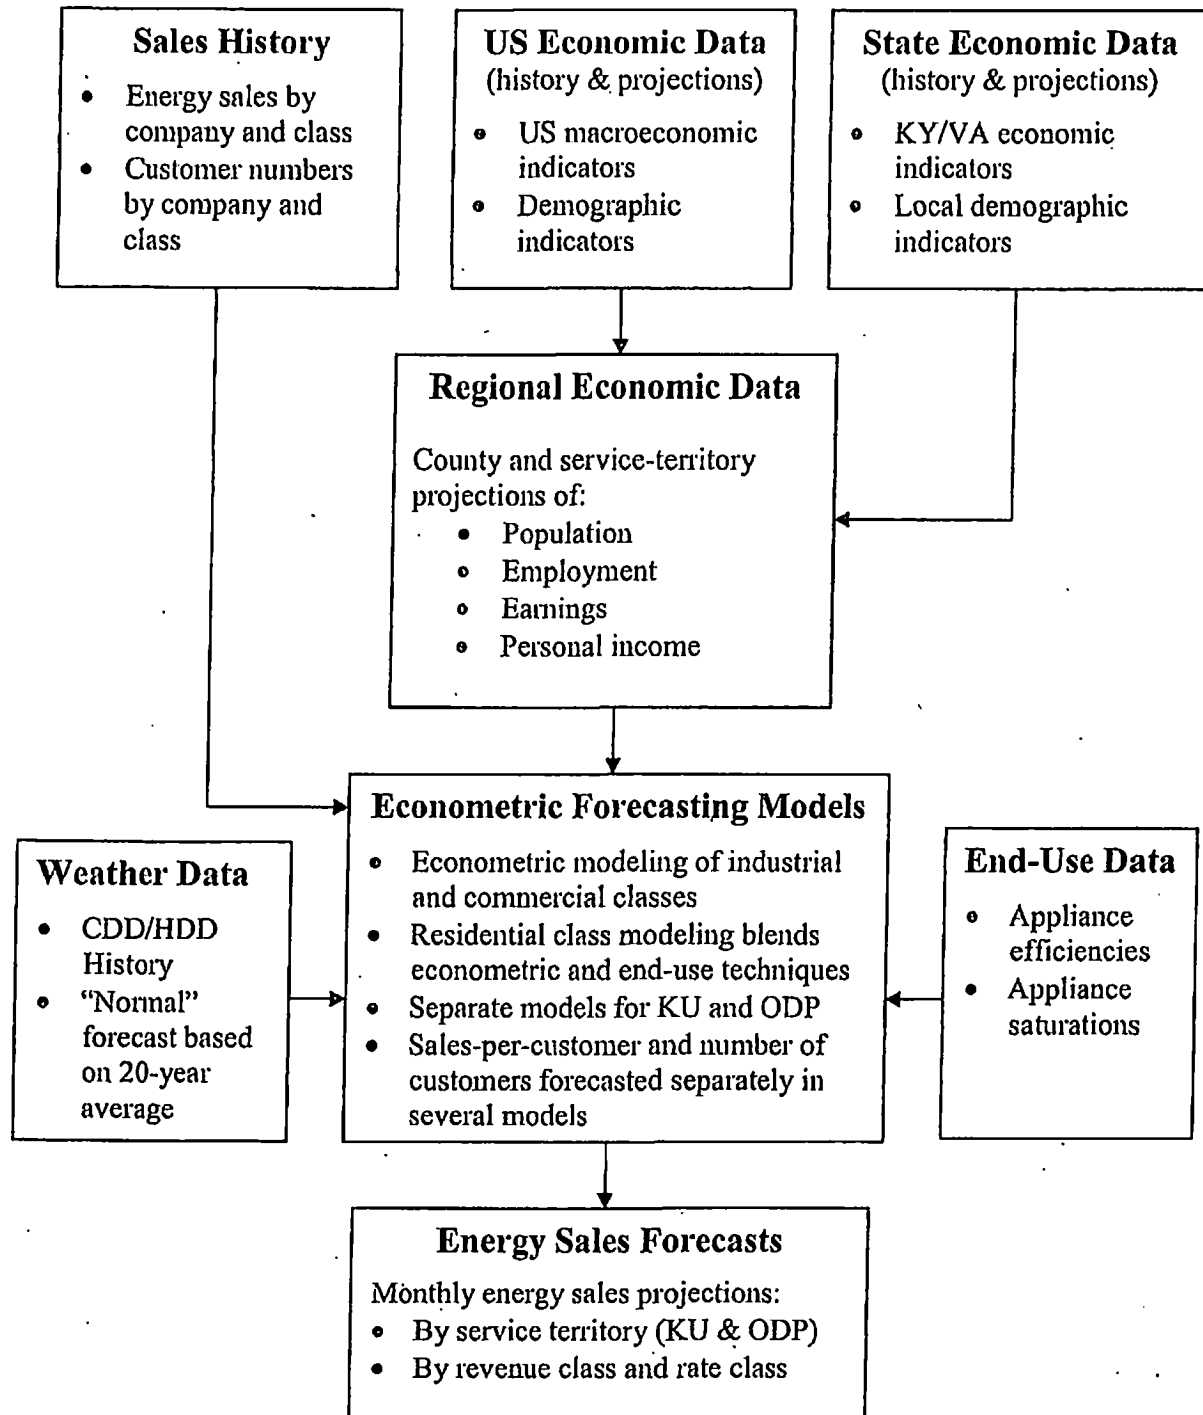 Sales History
• Energy sales by
company and class
• Customer numbers
by company and
class
US Economic Data
(history & projections)
• US macroeconomic
indicators
• Demographic
indicators
State Economic Data
(history & projections)
• KY/VA economic
indicators
• Local demographic
indicators
Regional Economic Data
County and service-territory
projections of:
• Population
• Employment
• Earnings
• Personal income
Econometric Forecasting Models
• Econometric modeling of industrial
and commercial classes
• Residential class modeling blends
econometric and end-use techniques
• Separate models for KU and ODP
• Sales-per-customer and number of
customers forecasted separately in
several models
Weather Data
• CDD/HDD
History
• “Normal”
forecast based
on 20-year
average
End-Use Data
• Appliance
efficiencies
• Appliance
saturations
Energy Sales Forecasts
Monthly energy sales projections:
• By service territory (KU & ODP)
• By revenue class and rate class